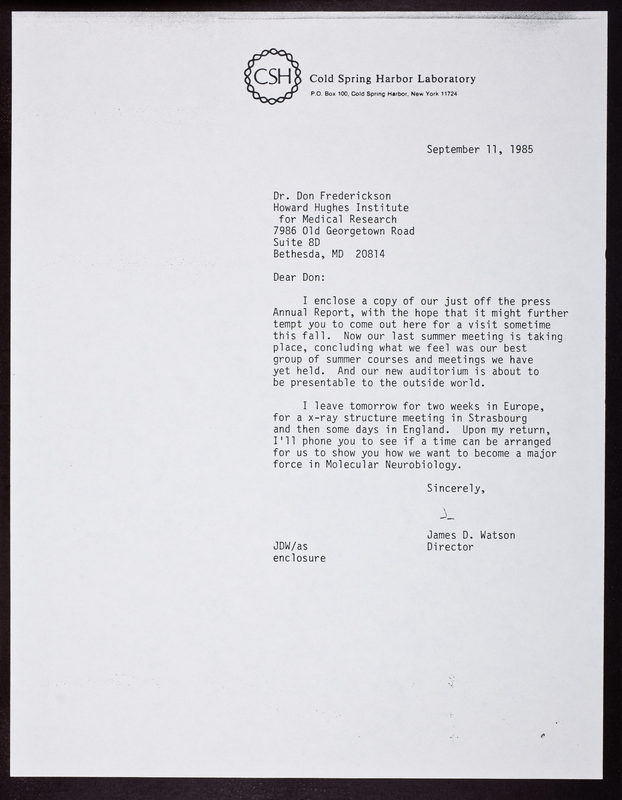 CSH
Cold Spring Harbor Laboratory
P.O. Box 100, Cold Spring Harbor, New York 11724
September 11, 1985
Dr. Don Frederickson
Howard Hughes Institute
for Medical Research
7986 Old Georgetown Road
Suite 8D
Bethesda, MD 20814
Dear Don:
I enclose a copy of our just off the press
Annual Report, with the hope that it might further
tempt you to come out here for a visit sometime
this fall. Now our last summer meeting is taking
place, concluding what we feel was our best
group of summer courses and meetings we have
yet held. And our new auditorium is about to
be presentable to the outside world.
I leave tomorrow for two weeks in Europe,
for a x-ray structure meeting in Strasbourg
and then some days in England. Upon my return,
I'll phone you to see if a time can be arranged
for us to show you how we want to become a major
force in Molecular Neurobiology.
Sincerely,
James D. Watson
JDW/as Director
enclosure